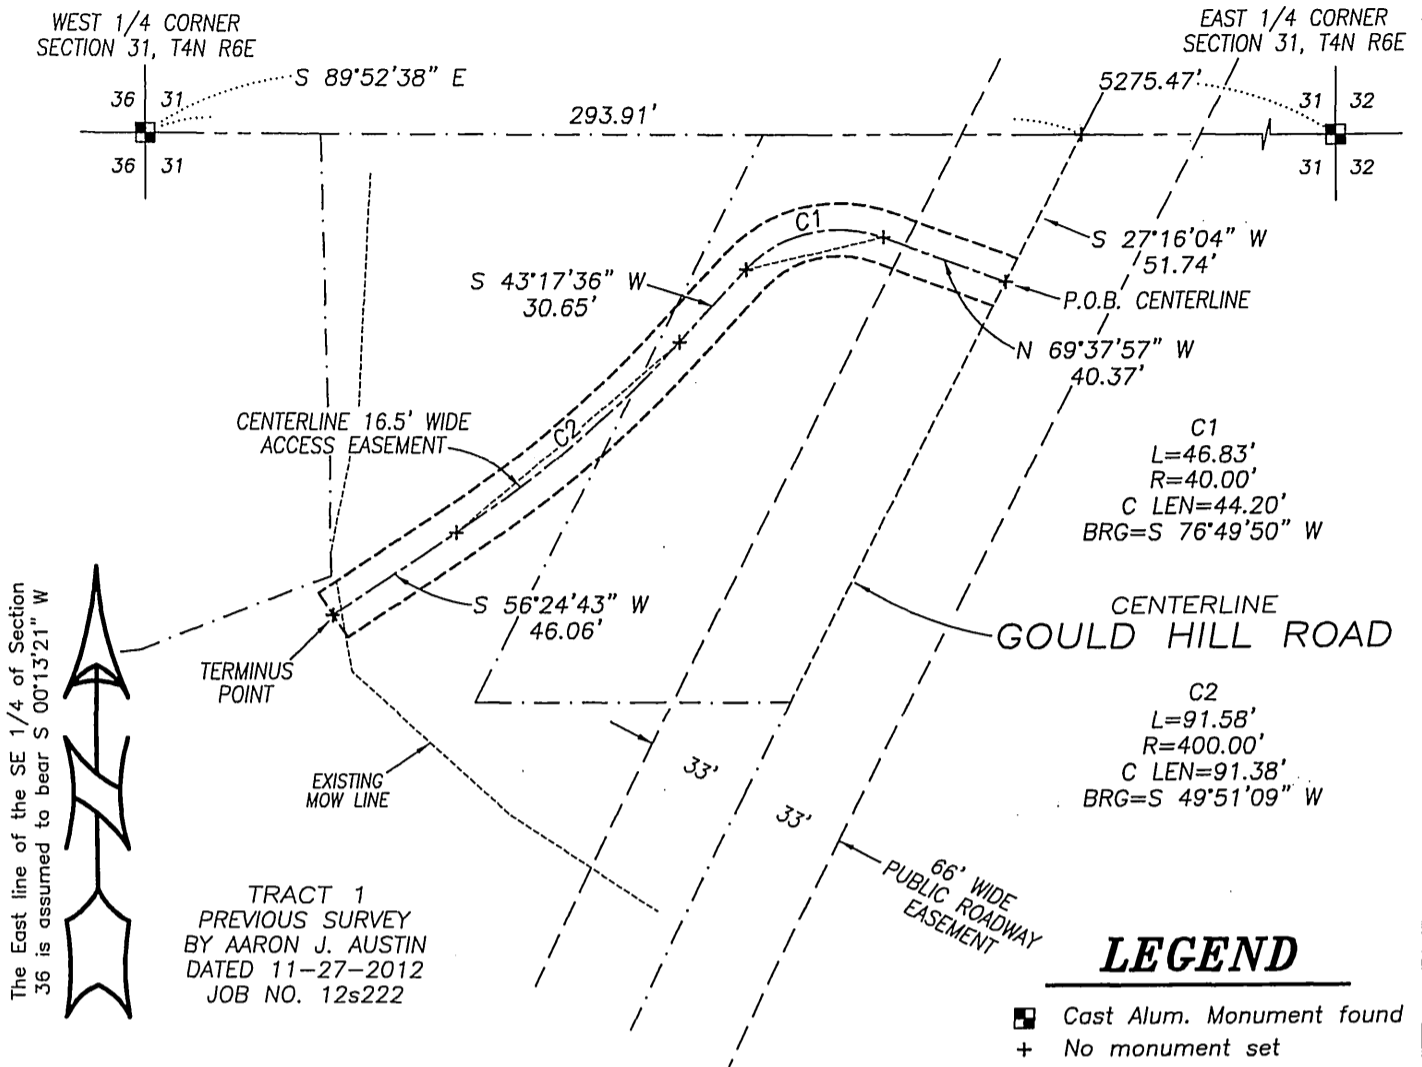 WEST 1/4 CORNER
SECTION 31, T4N R6E
EAST 1/4 CORNER
SECTION 31, T4N R6E
S 89°52'38" E
5275.47'
36 31
293.91'
31 32
36 31
31 32
C1
S 27°16'04" W
51.74'
S 43°17'36" W
30.65'
P.O.B. CENTERLINE
N 69°37'57" W
40.37'
CENTERLINE 16.5' WIDE
ACCESS EASEMENT
C2
C1
L=46.83'
R=40.00'
C LEN=44.20'
BRG=S 76°49'50" W
S 56°24'43" W
46.06'
CENTERLINE
GOULD HILL ROAD
TERMINUS
POINT
C2
L=91.58'
R=400.00'
C LEN=91.38'
BRG=S 49°51'09" W
The East line of the SE 1/4 of Section
36 is assumed to bear S 00°13'21" W
EXISTING
MOW LINE
33'
33'
66' WIDE
PUBLIC ROADWAY
EASEMENT
TRACT 1
PREVIOUS SURVEY
BY AARON J. AUSTIN
DATED 11-27-2012
JOB NO. 12s222
LEGEND
Cast Alum. Monument found
No monument set